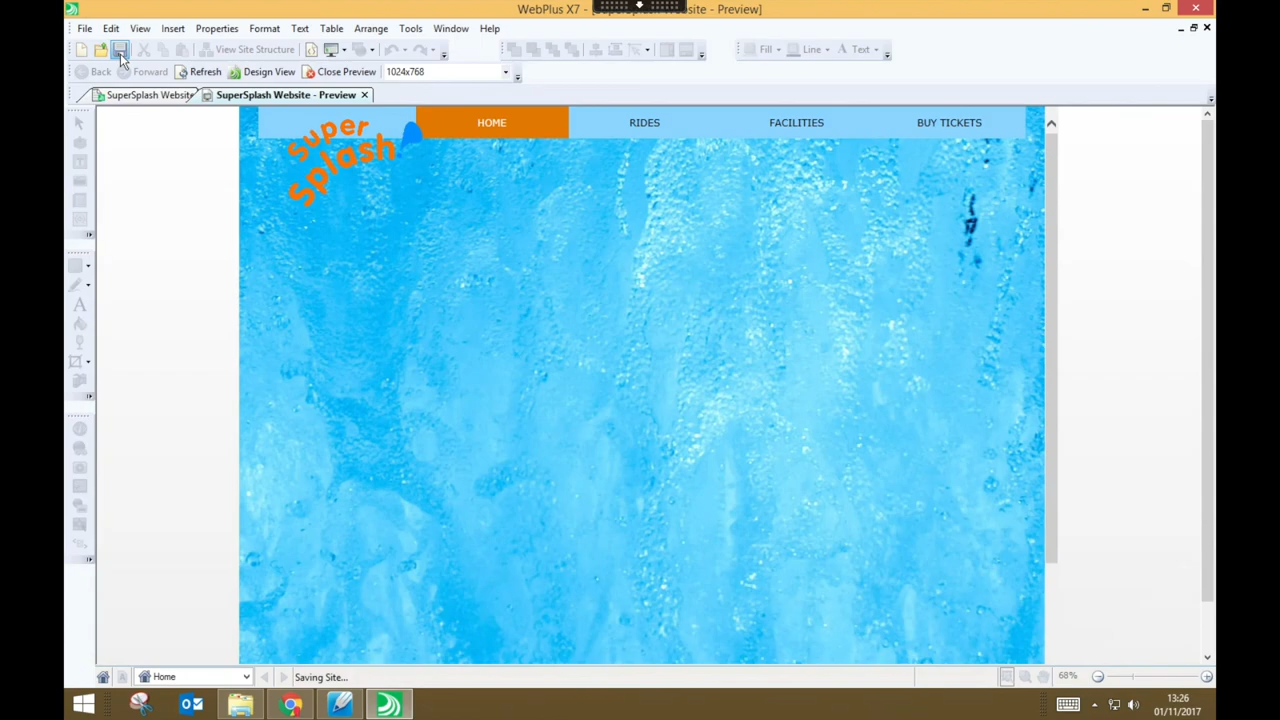 WebPlus X7 - [SuperSplash Website - Preview]
File Edit View Insert Properties Format Text Table Arrange Tools Window Help
View Site Structure Fill Line Text
Back Forward Refresh Design View Close Preview 1024x768
SuperSplash Websit SuperSplash Website - Preview
HOME RIDES FACILITIES BUY TICKETS
Super
Splash
Home Saving Site... 68%
13:26
01/11/2017